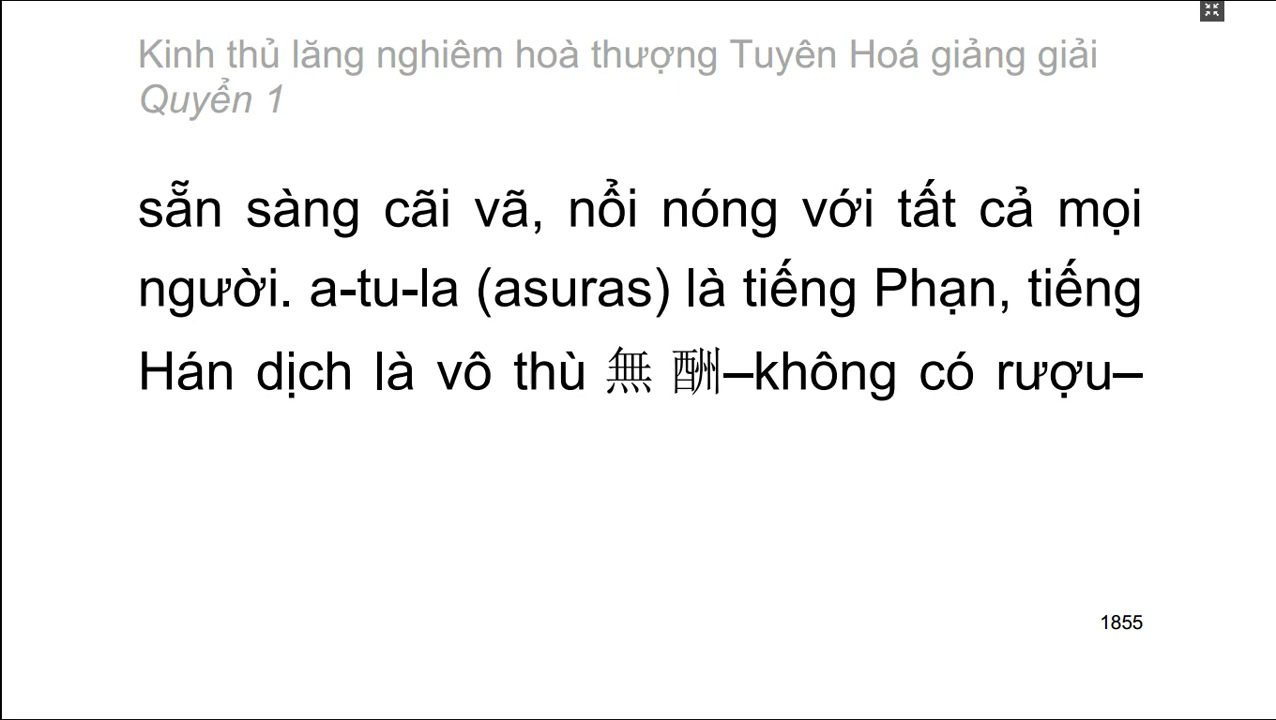 Kinh thủ lăng nghiêm hoà thượng Tuyên Hoá giảng giải
Quyển 1
sẵn sàng cãi vã, nổi nóng với tất cả mọi
người. a-tu-la (asuras) là tiếng Phạn, tiếng
Hán dịch là vô thù 無 酬–không có rượu–
1855